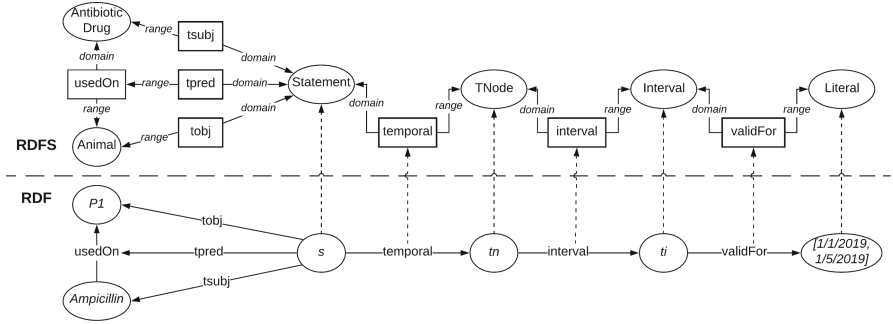 Antibiotic
Drug
range
tsubj
domain
domain
usedOn
range
tpred
domain
Statement
TNode
Interval
Literal
range
domain
domain
range
domain
range
domain
range
Animal
range
tobj
temporal
interval
validFor
RDFS
RDF
P1
tobj
usedOn
tpred
s
temporal
tn
interval
ti
validFor
[1/1/2019,
1/5/2019]
tsubj
Ampicillin